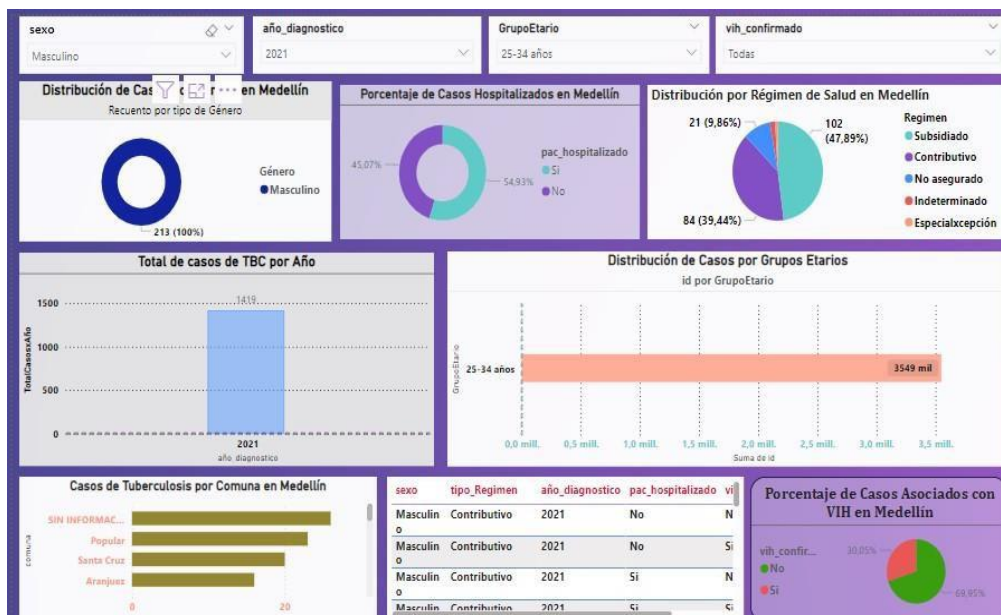 sexo
Masculino
año_diagnostico
2021
GrupoEtario
25-34 años
vih_confirmado
Todas
Distribución de Cas en Medellín
Recuento por tipo de Género
Género
Masculino
213 (100%)
Porcentaje de Casos Hospitalizados en Medellín
45,07%
54,93%
pac_hospitalizado
Si
No
Distribución por Régimen de Salud en Medellín
21 (9,86%)
102
(47,89%)
84 (39,44%)
Regimen
Subsidiado
Contributivo
No asegurado
Indeterminado
Especialxcepción
Total de casos de TBC por Año
TotalCasosxAño
1500
1000
500
0
1419
2021
año_diagnostico
Distribución de Casos por Grupos Etarios
id por GrupoEtario
GrupoEtario
25-34 años
3549 mil
0,0 mill.
0,5 mill.
1,0 mill.
1,5 mill.
2,0 mill.
2,5 mill.
3,0 mill.
3,5 mill.
Suma de id
Casos de Tuberculosis por Comuna en Medellín
comuna
SIN INFORMAC...
Popular
Santa Cruz
Aranjuez
0
20
sexo tipo_Regimen año_diagnostico pac_hospitalizado vi
Masculin Contributivo 2021 No N
o
Masculin Contributivo 2021 No Si
o
Masculin Contributivo 2021 Si N
o
Masculin Contributivo 2021 Si Si
Porcentaje de Casos Asociados con
VIH en Medellín
vih_confir...
No
Si
30,05%
69,95%